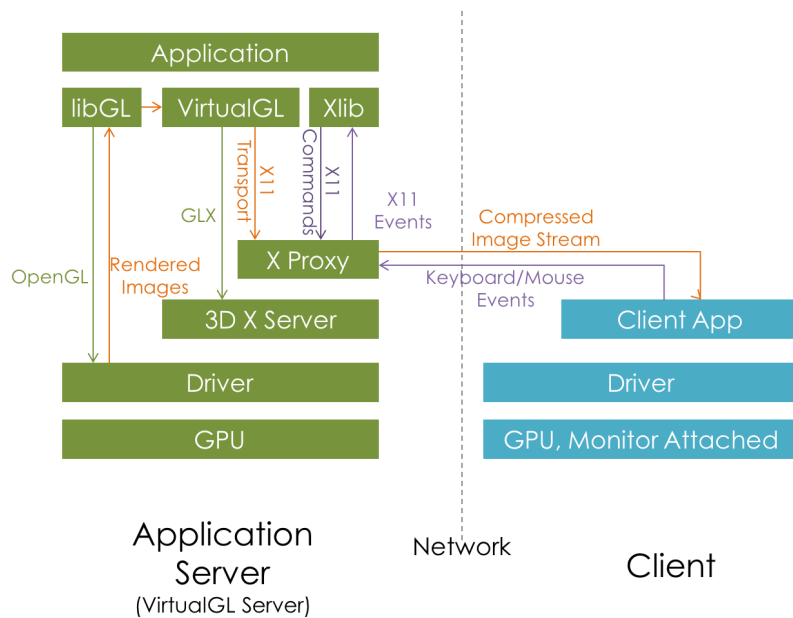 Application
libGL
VirtualGL
Xlib
X11
Transport
X11
Commands
GLX
X11
Events
Compressed
Image Stream
X Proxy
OpenGL
Rendered
Images
Keyboard/Mouse
Events
3D X Server
Client App
Driver
Driver
GPU
GPU, Monitor Attached
Application
Server
(VirtualGL Server)
Network
Client